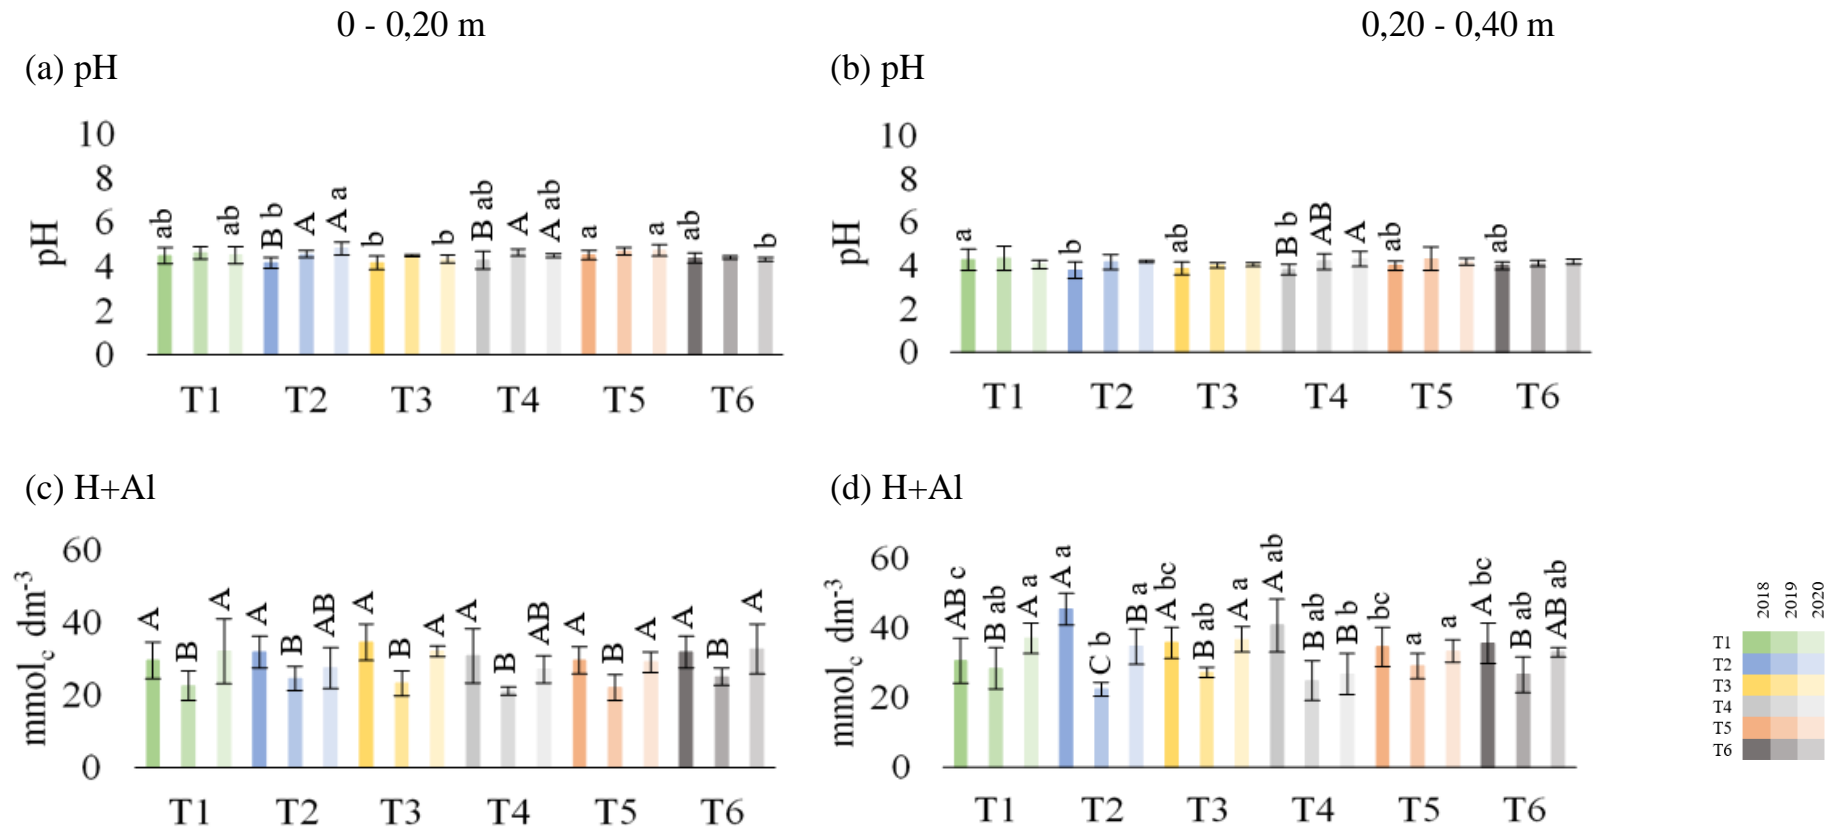 0 - 0,20 m
0,20 - 0,40 m
(a) pH
(b) pH
pH
10
8
6
4
2
0
ab
ab
B b
A
A a
b
b
B ab
A
A ab
a
a
ab
b
T1 T2 T3 T4 T5 T6
pH
10
8
6
4
2
0
a
b
ab
B b
AB
A
ab
ab
T1 T2 T3 T4 T5 T6
(c) H+Al
(d) H+Al
mmolc dm-3
60
40
20
0
A
B
A
A
B
AB
A
B
A
A
B
AB
A
B
A
A
B
A
T1 T2 T3 T4 T5 T6
mmolc dm-3
60
40
20
0
AB c
B ab
A a
A a
C b
B a
A bc
B ab
A a
A ab
B ab
B b
bc
a
a
A bc
B ab
AB ab
T1 T2 T3 T4 T5 T6
2018
2019
2020
T1
T2
T3
T4
T5
T6